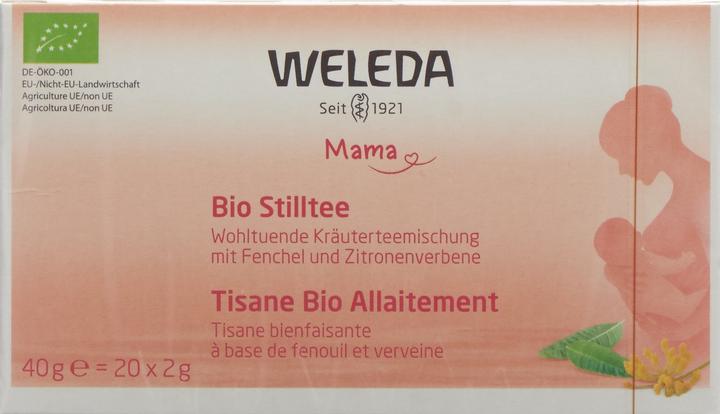 DE-ÖKO-001
EU-/Nicht-EU-Landwirtschaft
Agriculture UE/non UE
Agricoltura UE/non UE
WELEDA
Seit 1921
Mama
Bio Stilltee
Wohltuende Kräuterteemischung
mit Fenchel und Zitronenverbene
Tisane Bio Allaitement
Tisane bienfaisante
à base de fenouil et verveine
40g e = 20 x 2g